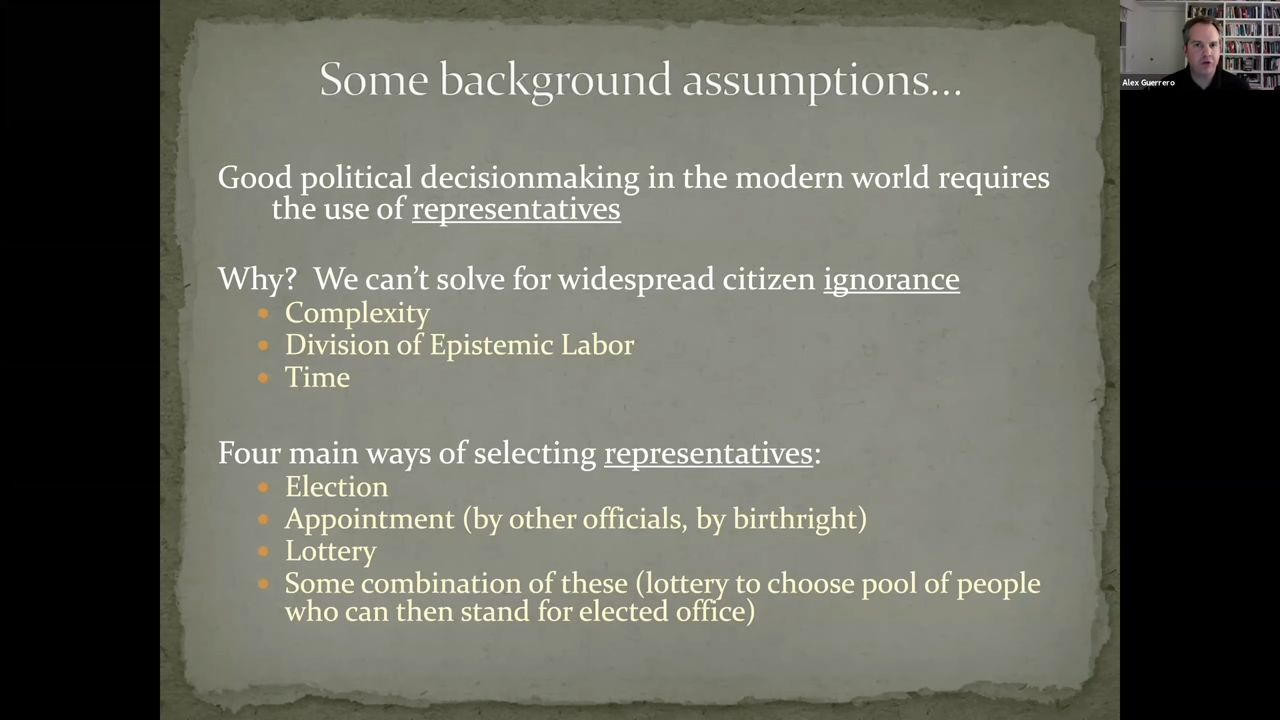 Some background assumptions...
Alex Guerrero
Good political decisionmaking in the modern world requires
the use of representatives
Why? We can't solve for widespread citizen ignorance
• Complexity
• Division of Epistemic Labor
• Time
Four main ways of selecting representatives:
• Election
• Appointment (by other officials, by birthright)
• Lottery
• Some combination of these (lottery to choose pool of people
who can then stand for elected office)